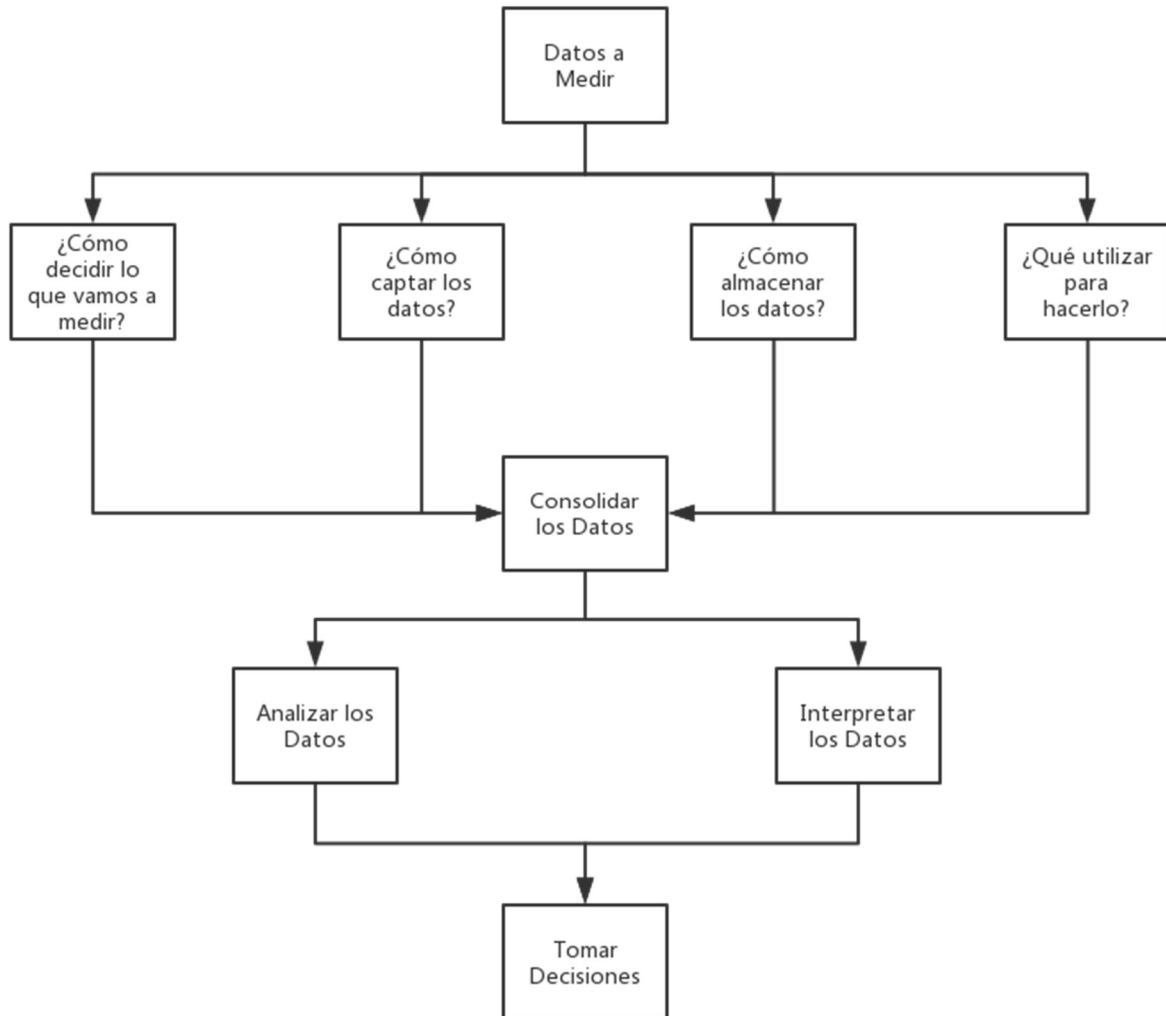 Datos a
Medir
¿Cómo
decidir lo
que vamos a
medir?
¿Cómo
captar los
datos?
¿Cómo
almacenar
los datos?
¿Qué utilizar
para
hacerlo?
Consolidar
los Datos
Analizar los
Datos
Interpretar
los Datos
Tomar
Decisiones